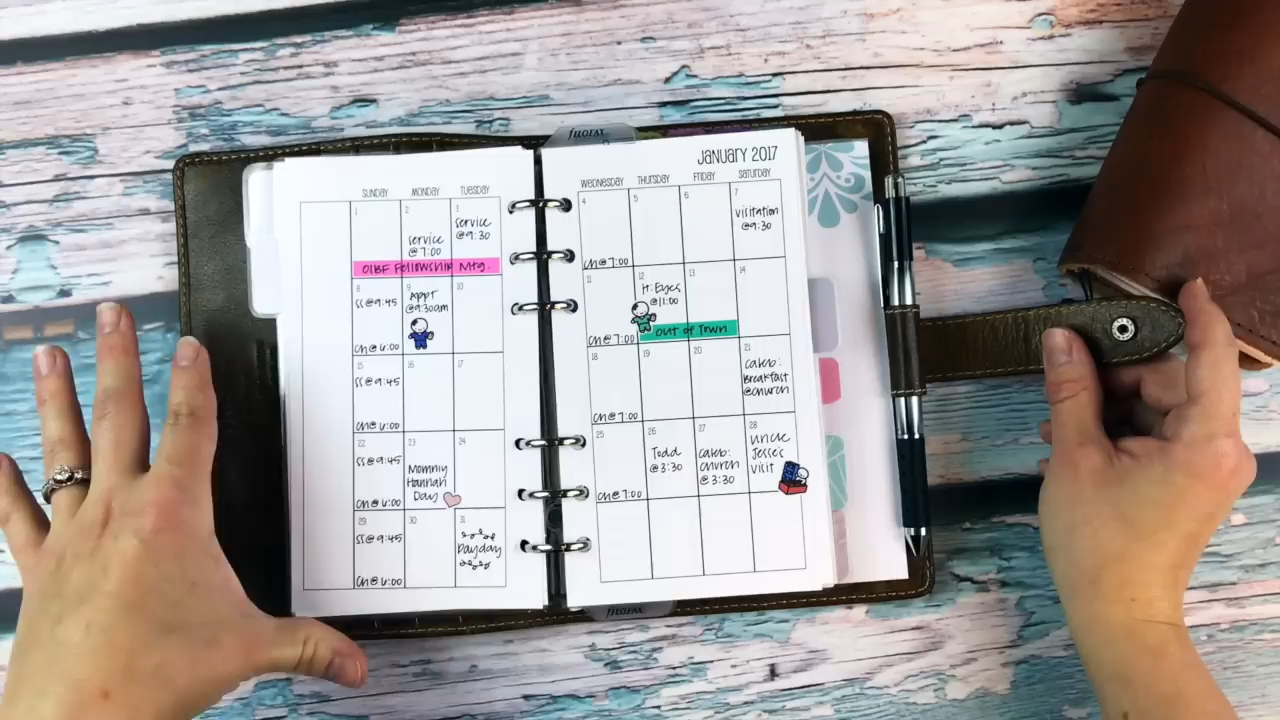 filofax
JANUARY 2017
SUNDAY MONDAY TUESDAY
WEDNESDAY THURSDAY FRIDAY SATURDAY
1
2
service
@ 7:00
3
service
@ 9:30
OIBF Fellowship Mtg.
4
ch@ 7:00
5
6
7
visitation
@ 9:30
8
SS@ 9:45
ch@ 6:00
9
Appt
@ 9:30am
10
11
ch@ 7:00
12
H: Eyes
@ 11:00
Out of Town
13
14
15
SS@ 9:45
ch@ 6:00
16
17
18
ch@ 7:00
19
20
21
caleb:
Breakfast
@church
22
SS@ 9:45
ch@ 6:00
23
Mommy
Hannah
Day
24
25
ch@ 7:00
26
Todd
@ 3:30
27
caleb:
church
@ 3:30
28
uncle
Jesse's
visit
29
SS@ 9:45
ch@ 6:00
30
31
Payday
filofax